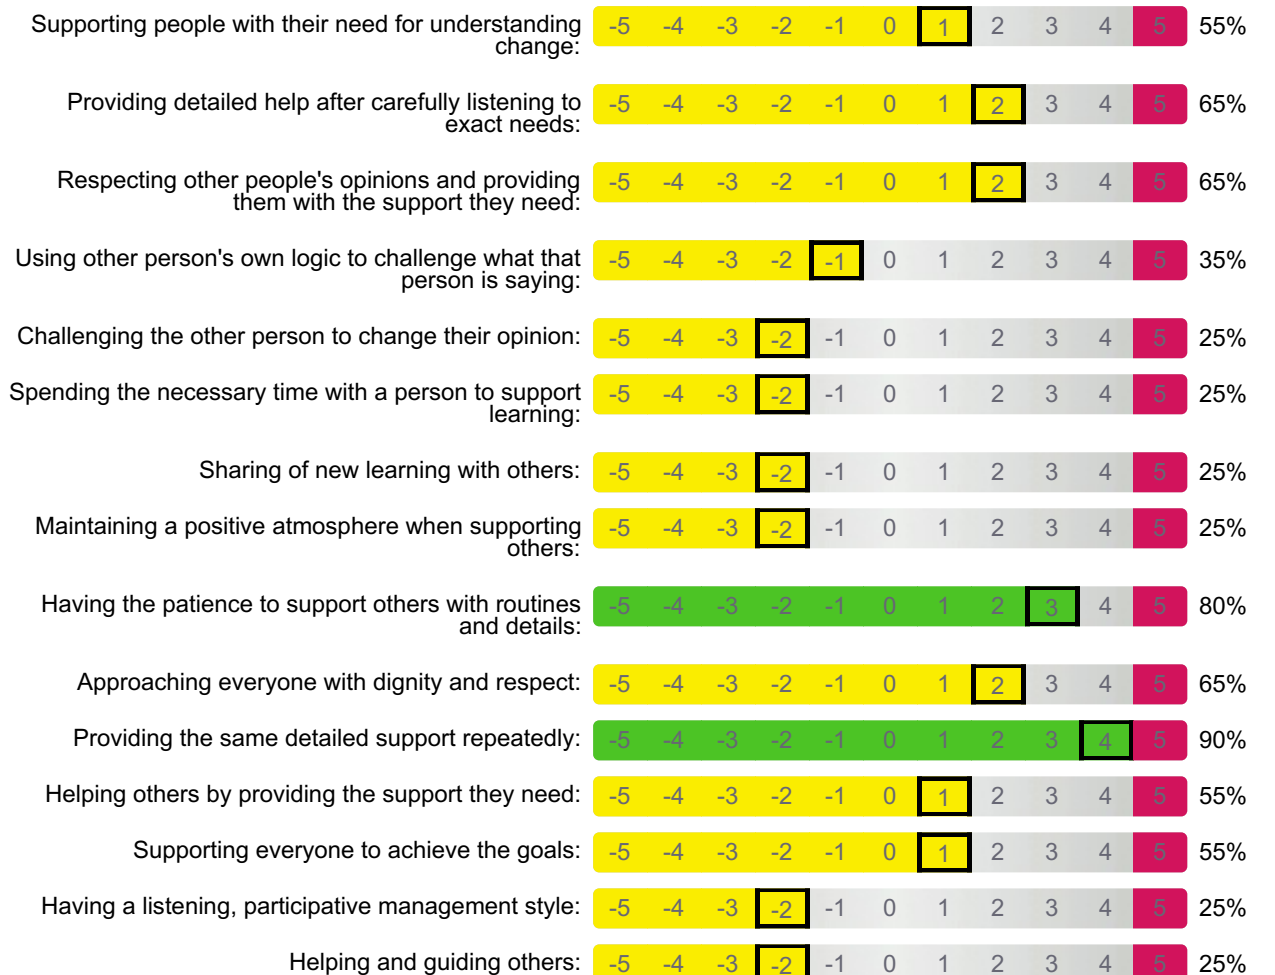 Supporting people with their need for understanding
change:
-5 -4 -3 -2 -1 0 1 2 3 4 5 55%
Providing detailed help after carefully listening to
exact needs:
-5 -4 -3 -2 -1 0 1 2 3 4 5 65%
Respecting other people's opinions and providing
them with the support they need:
-5 -4 -3 -2 -1 0 1 2 3 4 5 65%
Using other person's own logic to challenge what that
person is saying:
-5 -4 -3 -2 -1 0 1 2 3 4 5 35%
Challenging the other person to change their opinion:
-5 -4 -3 -2 -1 0 1 2 3 4 5 25%
Spending the necessary time with a person to support
learning:
-5 -4 -3 -2 -1 0 1 2 3 4 5 25%
Sharing of new learning with others:
-5 -4 -3 -2 -1 0 1 2 3 4 5 25%
Maintaining a positive atmosphere when supporting
others:
-5 -4 -3 -2 -1 0 1 2 3 4 5 25%
Having the patience to support others with routines
and details:
-5 -4 -3 -2 -1 0 1 2 3 4 5 80%
Approaching everyone with dignity and respect:
-5 -4 -3 -2 -1 0 1 2 3 4 5 65%
Providing the same detailed support repeatedly:
-5 -4 -3 -2 -1 0 1 2 3 4 5 90%
Helping others by providing the support they need:
-5 -4 -3 -2 -1 0 1 2 3 4 5 55%
Supporting everyone to achieve the goals:
-5 -4 -3 -2 -1 0 1 2 3 4 5 55%
Having a listening, participative management style:
-5 -4 -3 -2 -1 0 1 2 3 4 5 25%
Helping and guiding others:
-5 -4 -3 -2 -1 0 1 2 3 4 5 25%